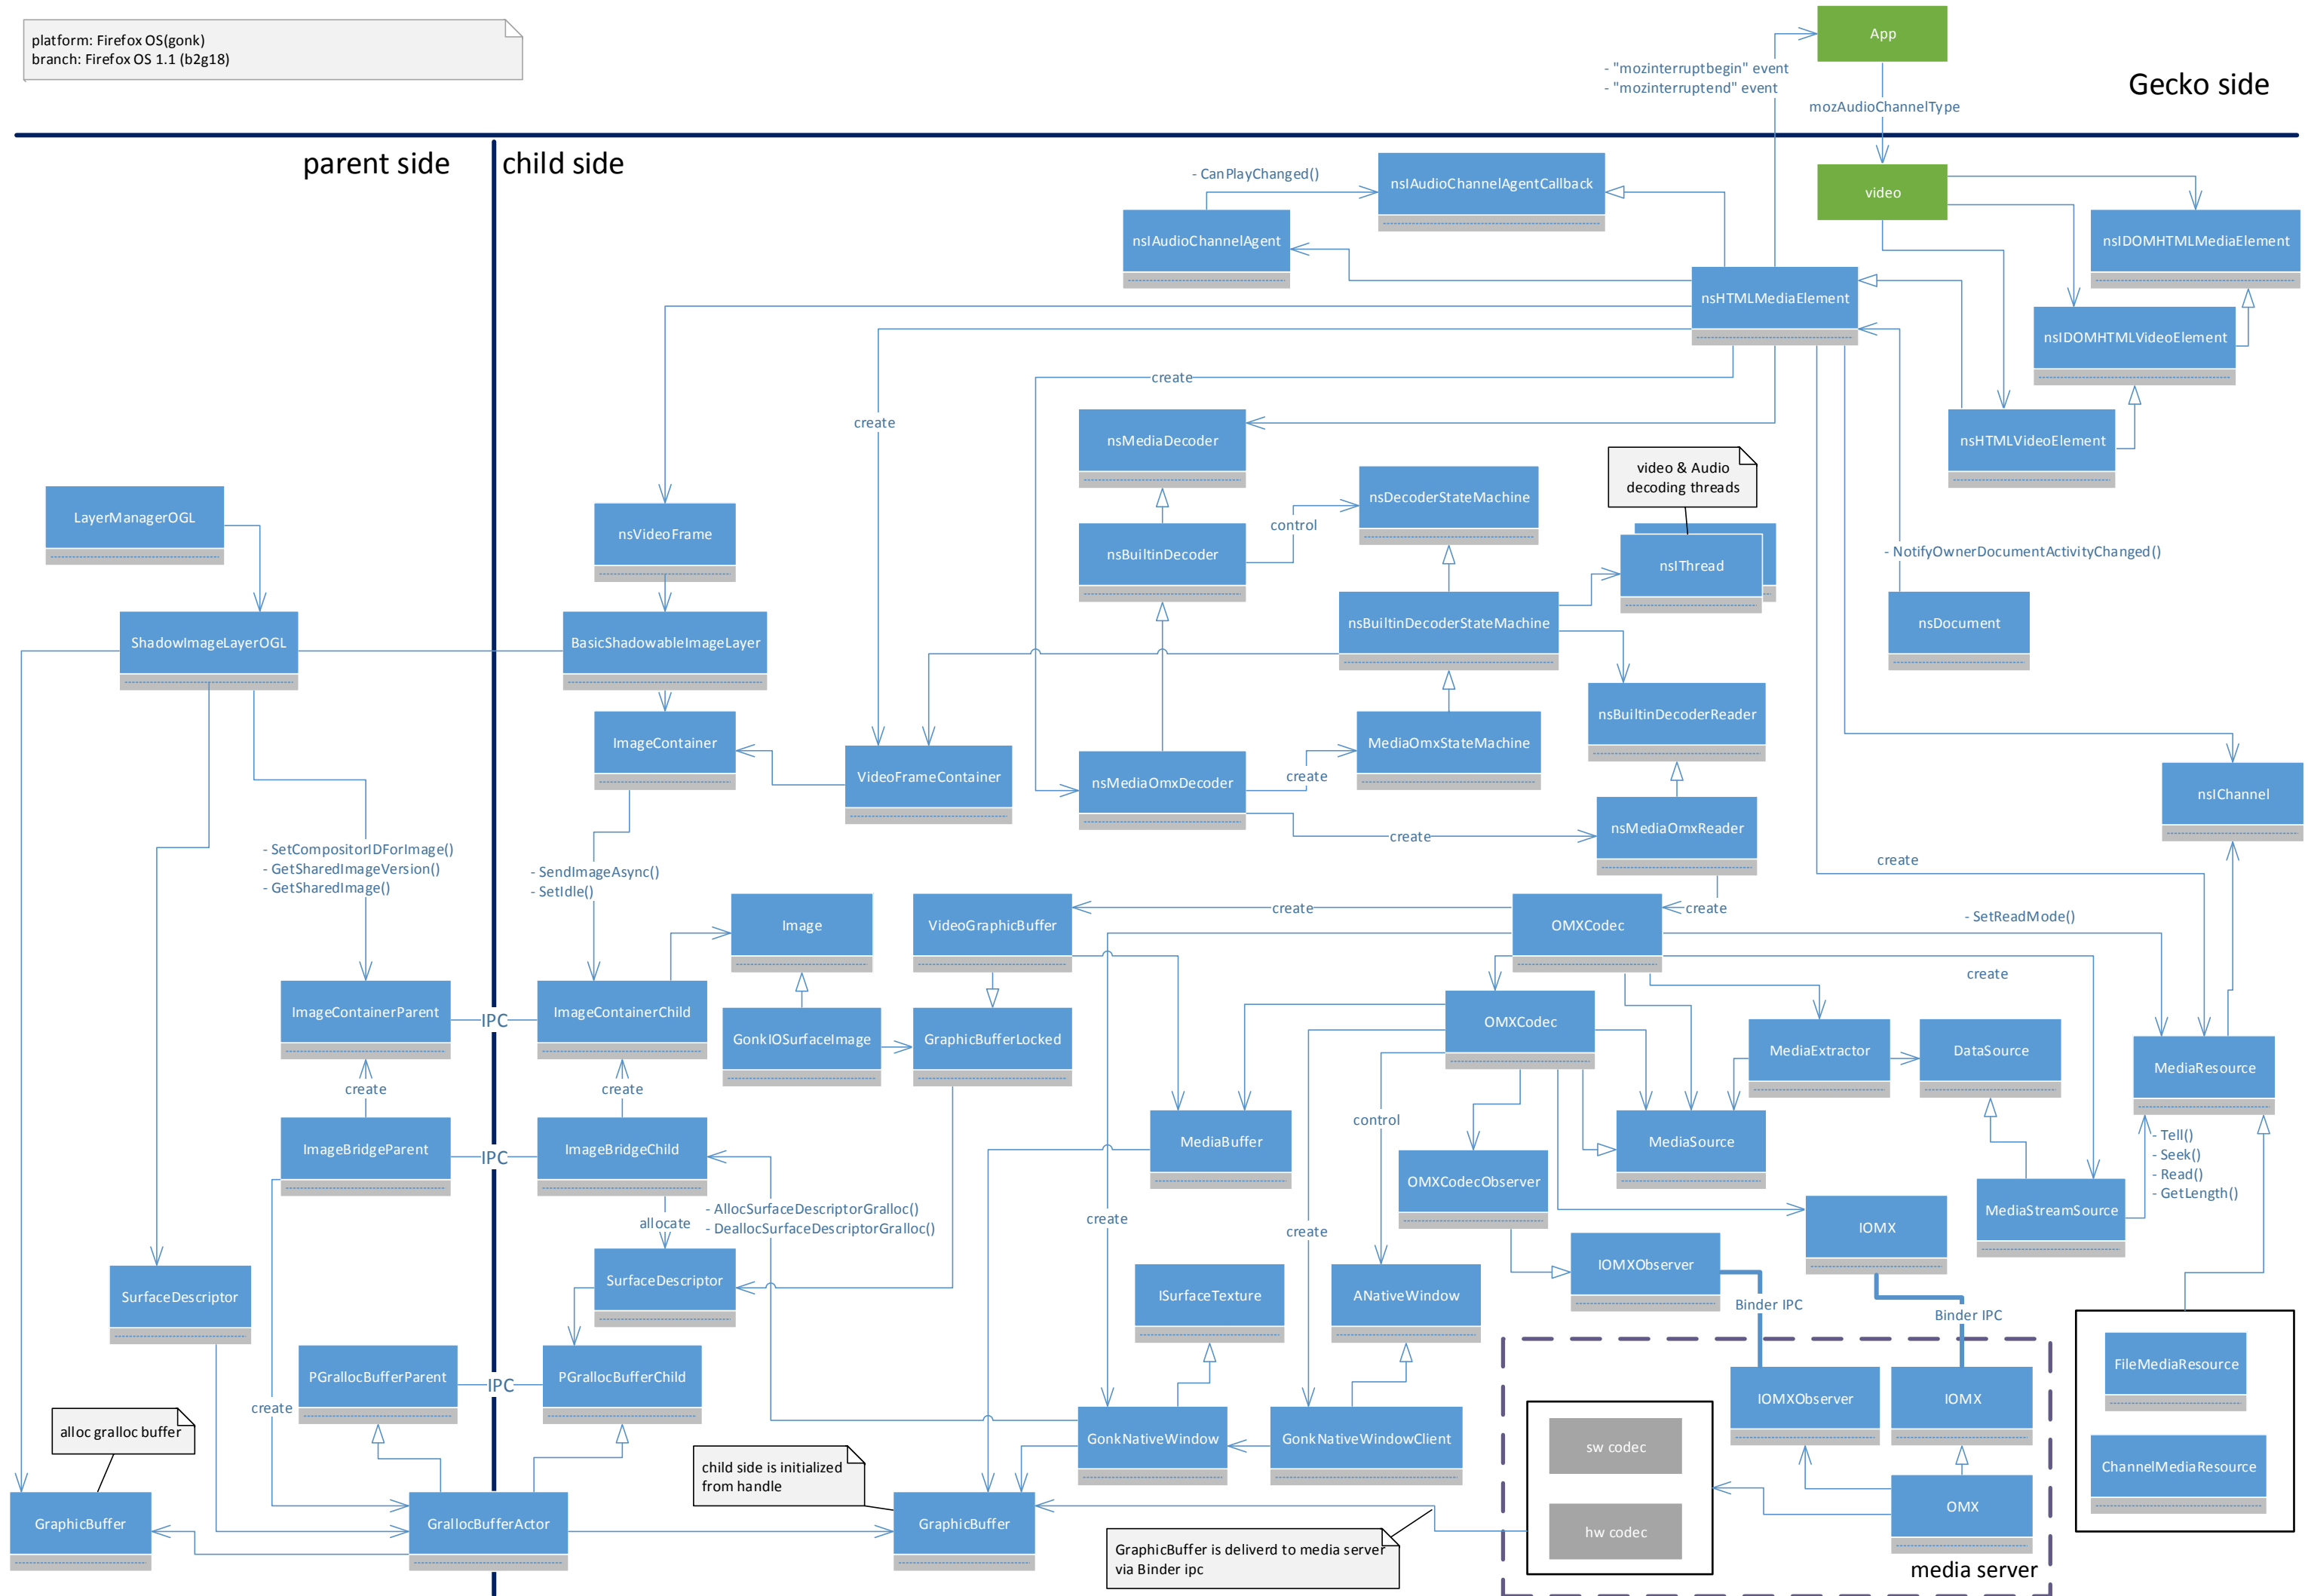 platform: Firefox OS(gonk)
branch: Firefox OS 1.1 (b2g18)
App
- "mozinterruptbegin" event
- "mozinterruptend" event
mozAudioChannelType
Gecko side
parent side
child side
- CanPlayChanged()
nsIAudioChannelAgentCallback
video
nsIAudioChannelAgent
nsIDOMHTMLMediaElement
nsHTMLMediaElement
nsIDOMHTMLVideoElement
create
create
nsMediaDecoder
nsHTMLVideoElement
video & Audio
decoding threads
LayerManagerOGL
nsVideoFrame
nsDecoderStateMachine
control
nsBuiltinDecoder
nsIThread
- NotifyOwnerDocumentActivityChanged()
ShadowImageLayerOGL
BasicShadowableImageLayer
nsBuiltinDecoderStateMachine
nsDocument
ImageContainer
nsBuiltinDecoderReader
MediaOmxStateMachine
VideoFrameContainer
nsMediaOmxDecoder
create
nsIChannel
create
nsMediaOmxReader
- SetCompositorIDForImage()
- GetSharedImageVersion()
- GetSharedImage()
- SendImageAsync()
- SetIdle()
create
Image
VideoGraphicBuffer
create
OMXCodec
create
- SetReadMode()
create
ImageContainerParent
IPC
ImageContainerChild
GonkIOSurfaceImage
GraphicBufferLocked
OMXCodec
MediaExtractor
DataSource
MediaResource
create
create
control
ImageBridgeParent
IPC
ImageBridgeChild
MediaBuffer
MediaSource
- Tell()
- Seek()
- Read()
- GetLength()
OMXCodecObserver
MediaStreamSource
allocate
- AllocSurfaceDescriptorGralloc()
- DeallocSurfaceDescriptorGralloc()
create
create
IOMX
SurfaceDescriptor
SurfaceDescriptor
ISurfaceTexture
ANativeWindow
IOMXObserver
Binder IPC
Binder IPC
PGrallocBufferParent
IPC
PGrallocBufferChild
FileMediaResource
create
IOMXObserver
IOMX
alloc gralloc buffer
GonkNativeWindow
GonkNativeWindowClient
sw codec
ChannelMediaResource
child side is initialized
from handle
GraphicBuffer
GrallocBufferActor
GraphicBuffer
hw codec
OMX
GraphicBuffer is deliverd to media server
via Binder ipc
media server